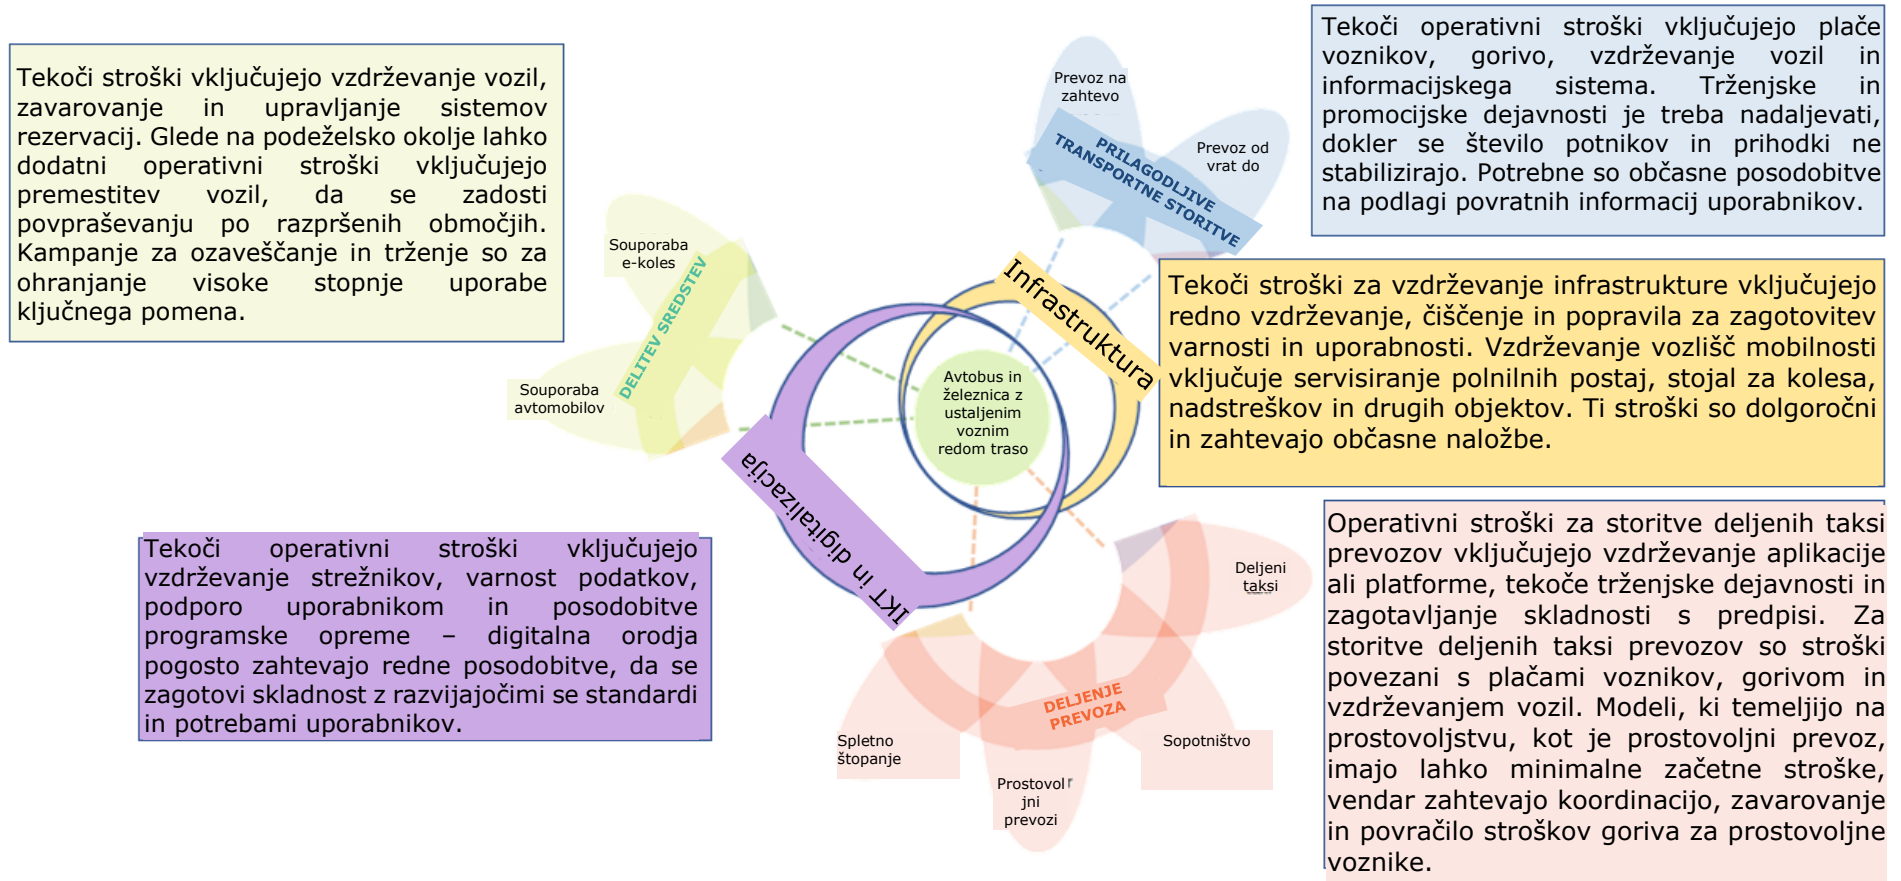 Tekoči stroški vključujejo vzdrževanje vozil,
zavarovanje in upravljanje sistemov
rezervacij. Glede na podeželsko okolje lahko
dodatni operativni stroški vključujejo
premestitev vozil, da se zadosti
povpraševanju po razpršenih območjih.
Kampanje za ozaveščanje in trženje so za
ohranjanje visoke stopnje uporabe
ključnega pomena.
Tekoči operativni stroški vključujejo plače
voznikov, gorivo, vzdrževanje vozil in
informacijskega sistema. Trženjske in
promocijske dejavnosti je treba nadaljevati,
dokler se število potnikov in prihodki ne
stabilizirajo. Potrebne so občasne posodobitve
na podlagi povratnih informacij uporabnikov.
Prevoz na
zahtevo
Prevoz od
vrat do
PRILAGODLJIVE
TRANSPORTNE STORITVE
Souporaba
e-koles
DELITEV SREDSTEV
Souporaba
avtomobilov
Infrastruktura
Tekoči stroški za vzdrževanje infrastrukture vključujejo
redno vzdrževanje, čiščenje in popravila za zagotovitev
varnosti in uporabnosti. Vzdrževanje vozlišč mobilnosti
vključuje servisiranje polnilnih postaj, stojal za kolesa,
nadstreškov in drugih objektov. Ti stroški so dolgoročni
in zahtevajo občasne naložbe.
Avtobus in
železnica z
ustaljenim
voznim
redom traso
IKT in digitalizacija
Tekoči operativni stroški vključujejo
vzdrževanje strežnikov, varnost podatkov,
podporo uporabnikom in posodobitve
programske opreme – digitalna orodja
pogosto zahtevajo redne posodobitve, da se
zagotovi skladnost z razvijajočimi se standardi
in potrebami uporabnikov.
Deljeni
taksi
DELJENJE
PREVOZA
Spletno
štopanje
Prostovol
jni
prevozi
Sopotništvo
Operativni stroški za storitve deljenih taksi
prevozov vključujejo vzdrževanje aplikacije
ali platforme, tekoče trženjske dejavnosti in
zagotavljanje skladnosti s predpisi. Za
storitve deljenih taksi prevozov so stroški
povezani s plačami voznikov, gorivom in
vzdrževanjem vozil. Modeli, ki temeljijo na
prostovoljstvu, kot je prostovoljni prevoz,
imajo lahko minimalne začetne stroške,
vendar zahtevajo koordinacijo, zavarovanje
in povračilo stroškov goriva za prostovoljne
voznike.